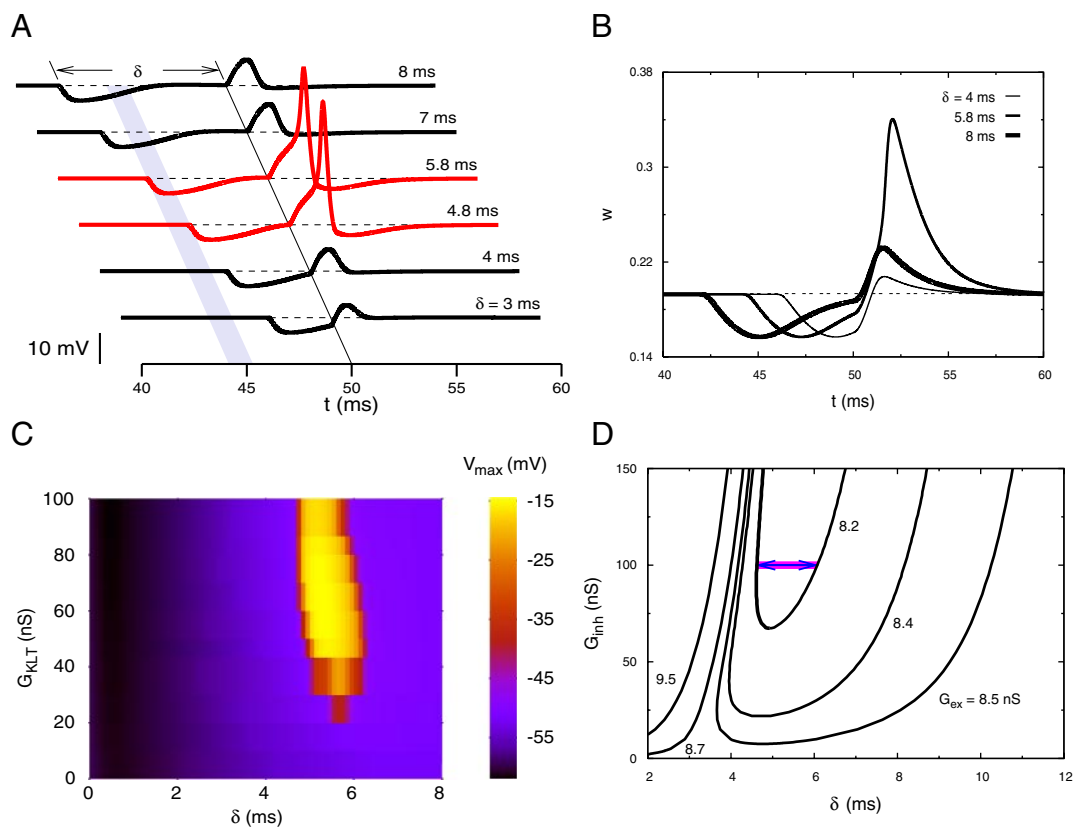 A
δ
8 ms
7 ms
5.8 ms
4.8 ms
4 ms
δ = 3 ms
10 mV
40 45 50 55 60
t (ms)
B
0.38
0.3
0.22
0.14
w
δ = 4 ms
5.8 ms
8 ms
40 45 50 55 60
t (ms)
C
Vmax (mV)
100
80
60
40
20
0
GKLT (nS)
-15
-25
-35
-45
-55
0 2 4 6 8
δ (ms)
D
150
100
50
0
Ginh (nS)
8.2
8.4
9.5
Gex = 8.5 nS
8.7
2 4 6 8 10 12
δ (ms)